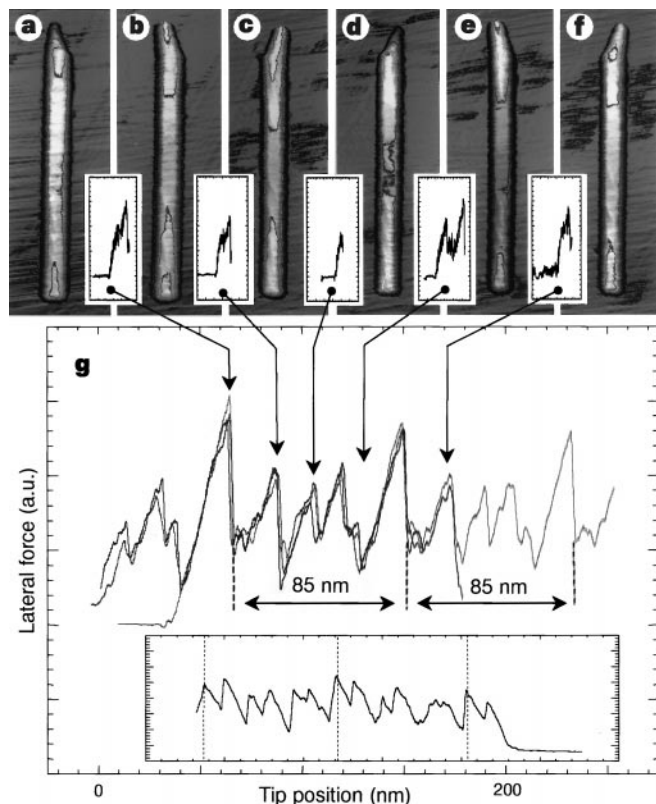 a b c d e f
g
Lateral force (a.u.)
85 nm 85 nm
0 200
Tip position (nm)